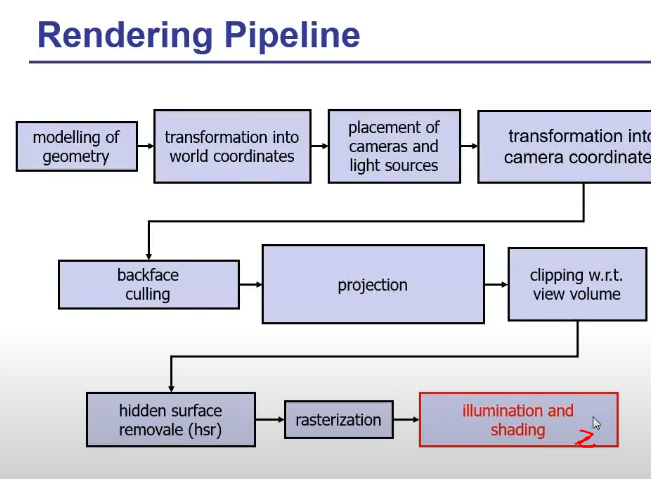 Rendering Pipeline
modelling of
geometry
transformation into
world coordinates
placement of
cameras and
light sources
transformation into
camera coordinate
backface
culling
projection
clipping w.r.t.
view volume
hidden surface
removale (hsr)
rasterization
illumination and
shading
2